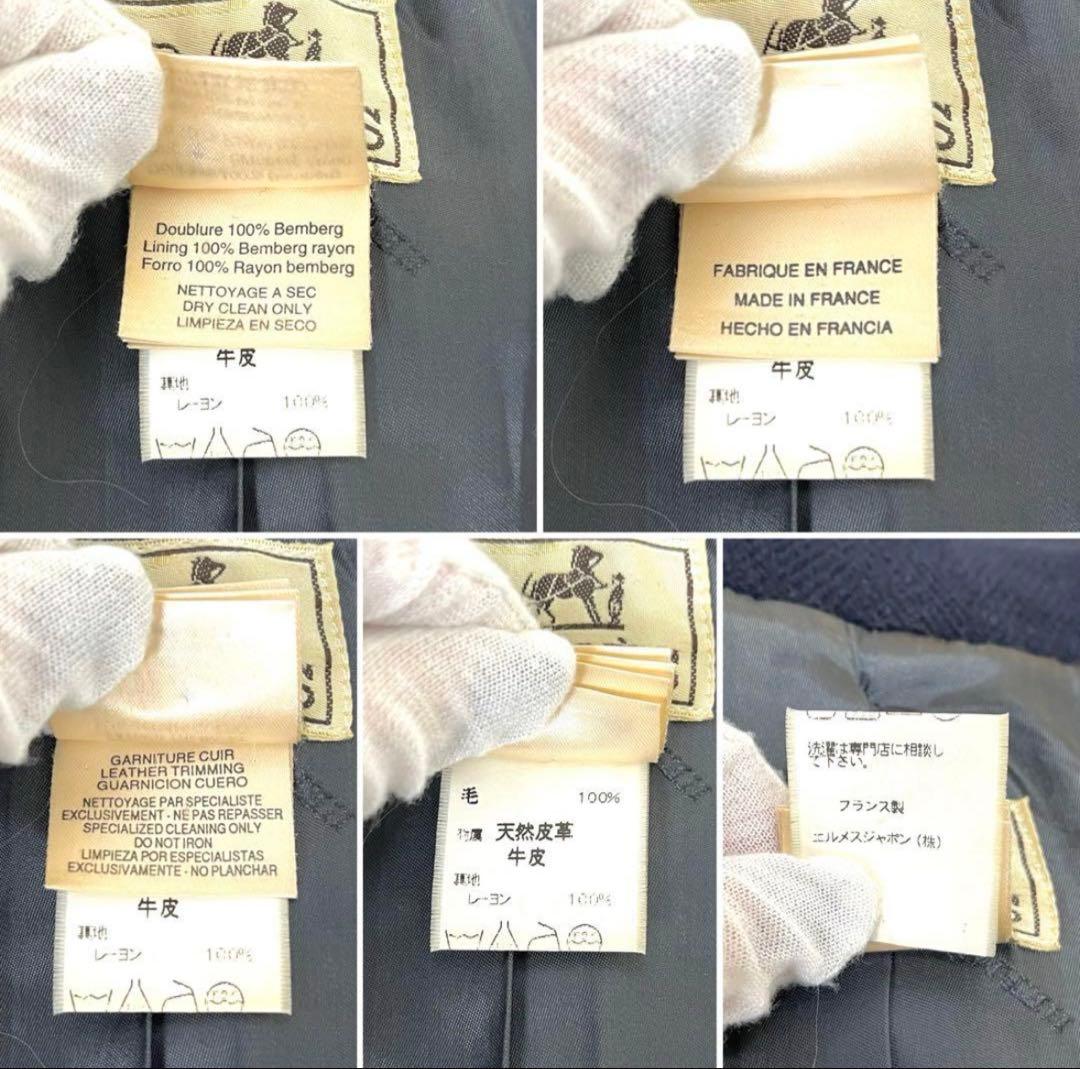 Doublure 100% Bemberg
Lining 100% Bemberg rayon
Forro 100% Rayon bemberg
NETTOYAGE A SEC
DRY CLEAN ONLY
LIMPIEZA EN SECO
牛皮
裏地
レーヨン 100%
FABRIQUE EN FRANCE
MADE IN FRANCE
HECHO EN FRANCIA
牛皮
裏地
レーヨン 100%
GARNITURE CUIR
LEATHER TRIMMING
GUARNICION CUERO
NETTOYAGE PAR SPECIALISTE
EXCLUSIVEMENT - NE PAS REPASSER
SPECIALIZED CLEANING ONLY
DO NOT IRON
LIMPIEZA POR ESPECIALISTAS
EXCLUSIVAMENTE - NO PLANCHAR
牛皮
裏地
レーヨン 100%
毛 100%
天然皮革
牛皮
裏地
レーヨン 100%
洗濯は専門店に相談し
て下さい。
フランス製
エルメスジャポン(株)